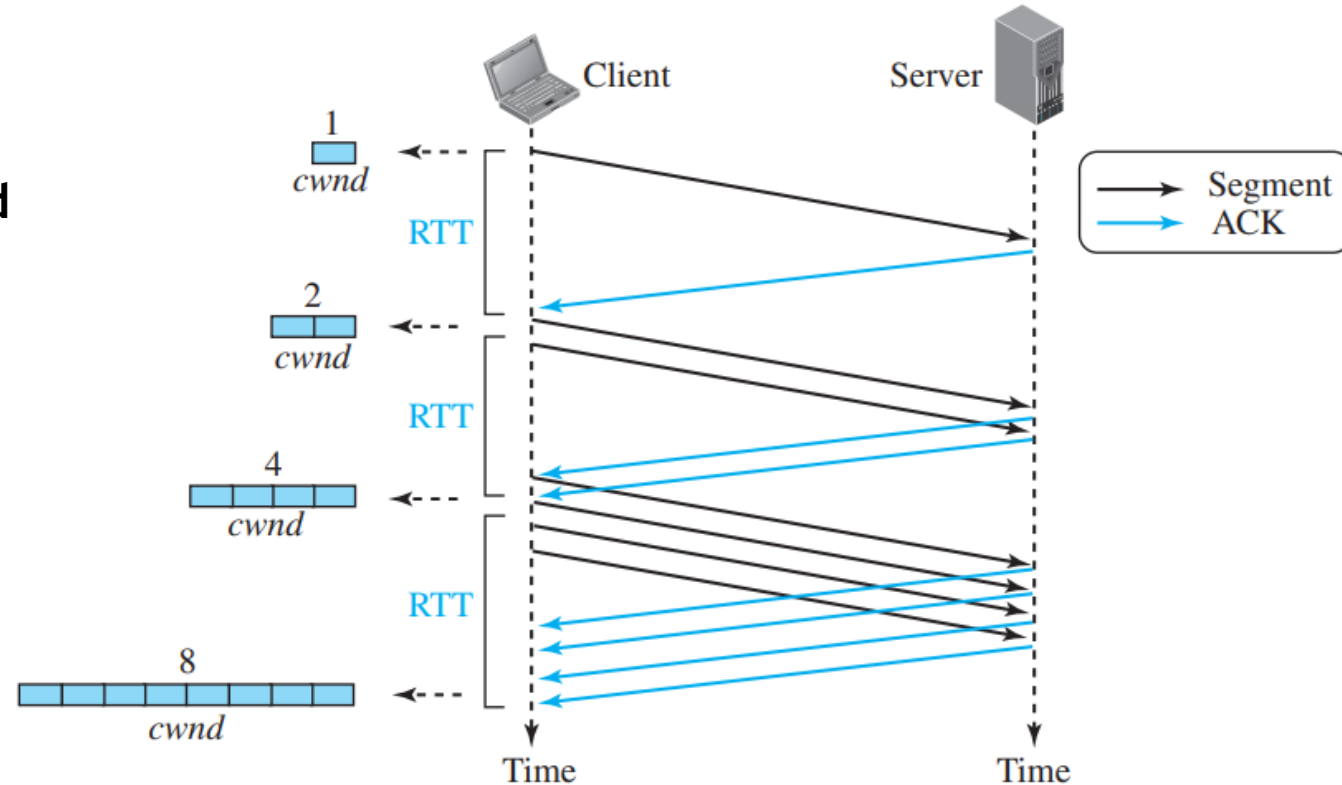 Client
Server
1
cwnd
d
RTT
Segment
ACK
2
cwnd
RTT
4
cwnd
RTT
8
cwnd
Time
Time